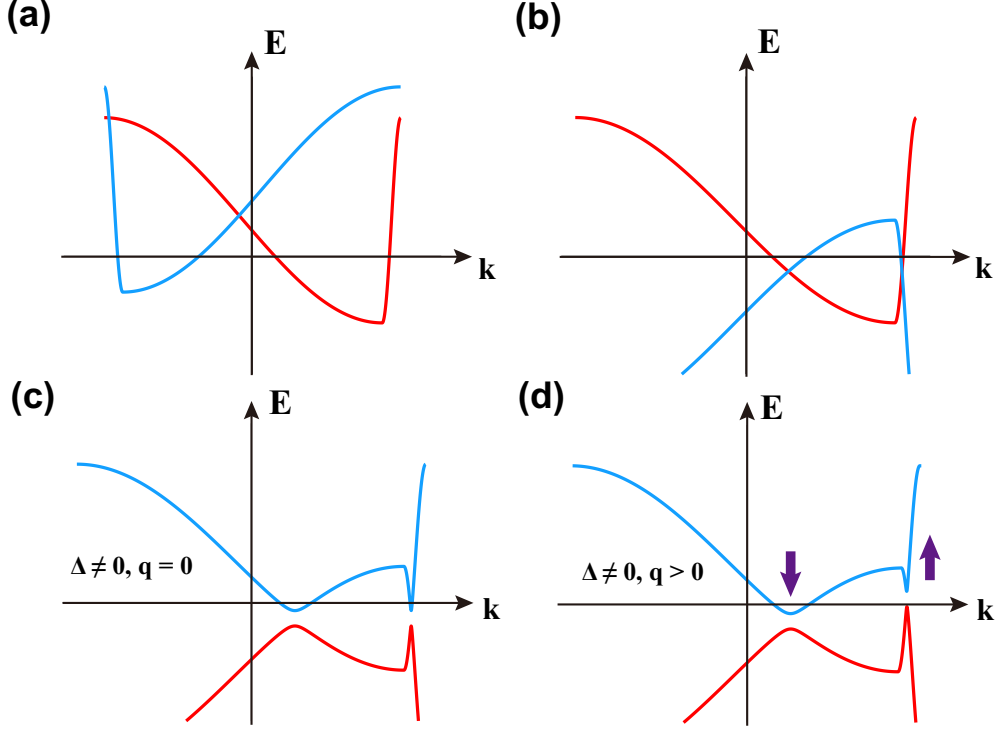 (a)
E
k
(b)
E
k
(c)
E
Δ ≠ 0, q = 0
k
(d)
E
Δ ≠ 0, q > 0
k